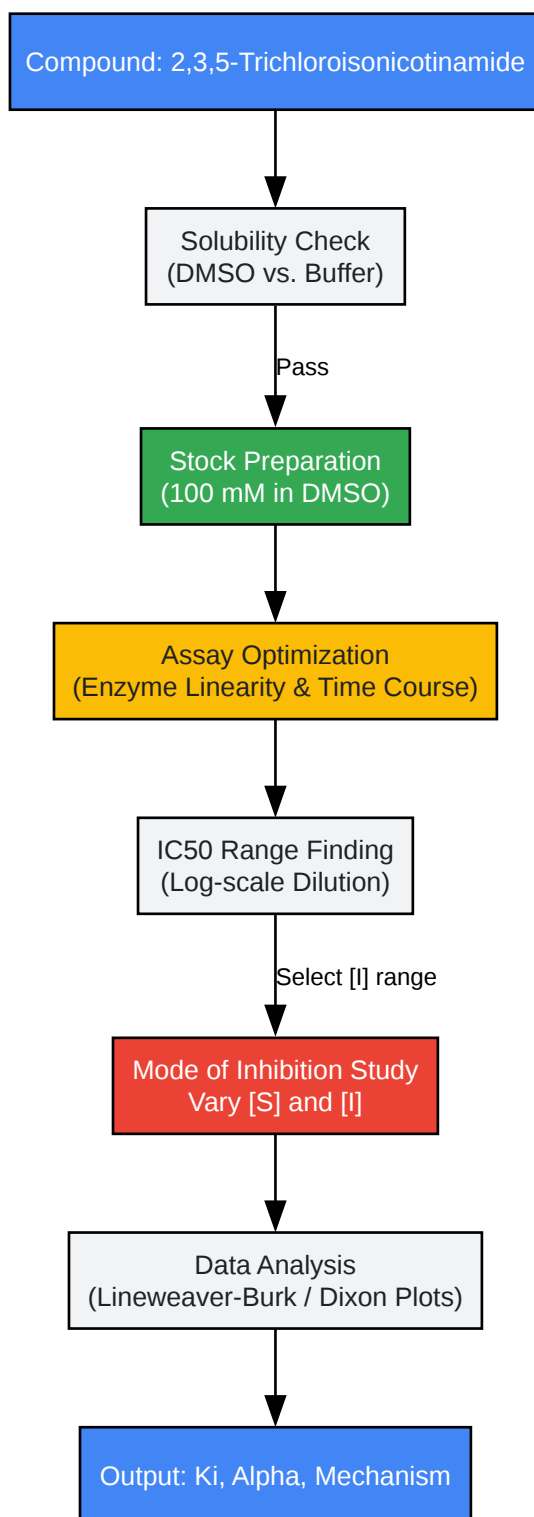 Compound: 2,3,5-Trichloroisonicotinamide
Solubility Check
(DMSO vs. Buffer)
Pass
Stock Preparation
(100 mM in DMSO)
Assay Optimization
(Enzyme Linearity & Time Course)
IC50 Range Finding
(Log-scale Dilution)
Select [I] range
Mode of Inhibition Study
Vary [S] and [I]
Data Analysis
(Lineweaver-Burk / Dixon Plots)
Output: Ki, Alpha, Mechanism